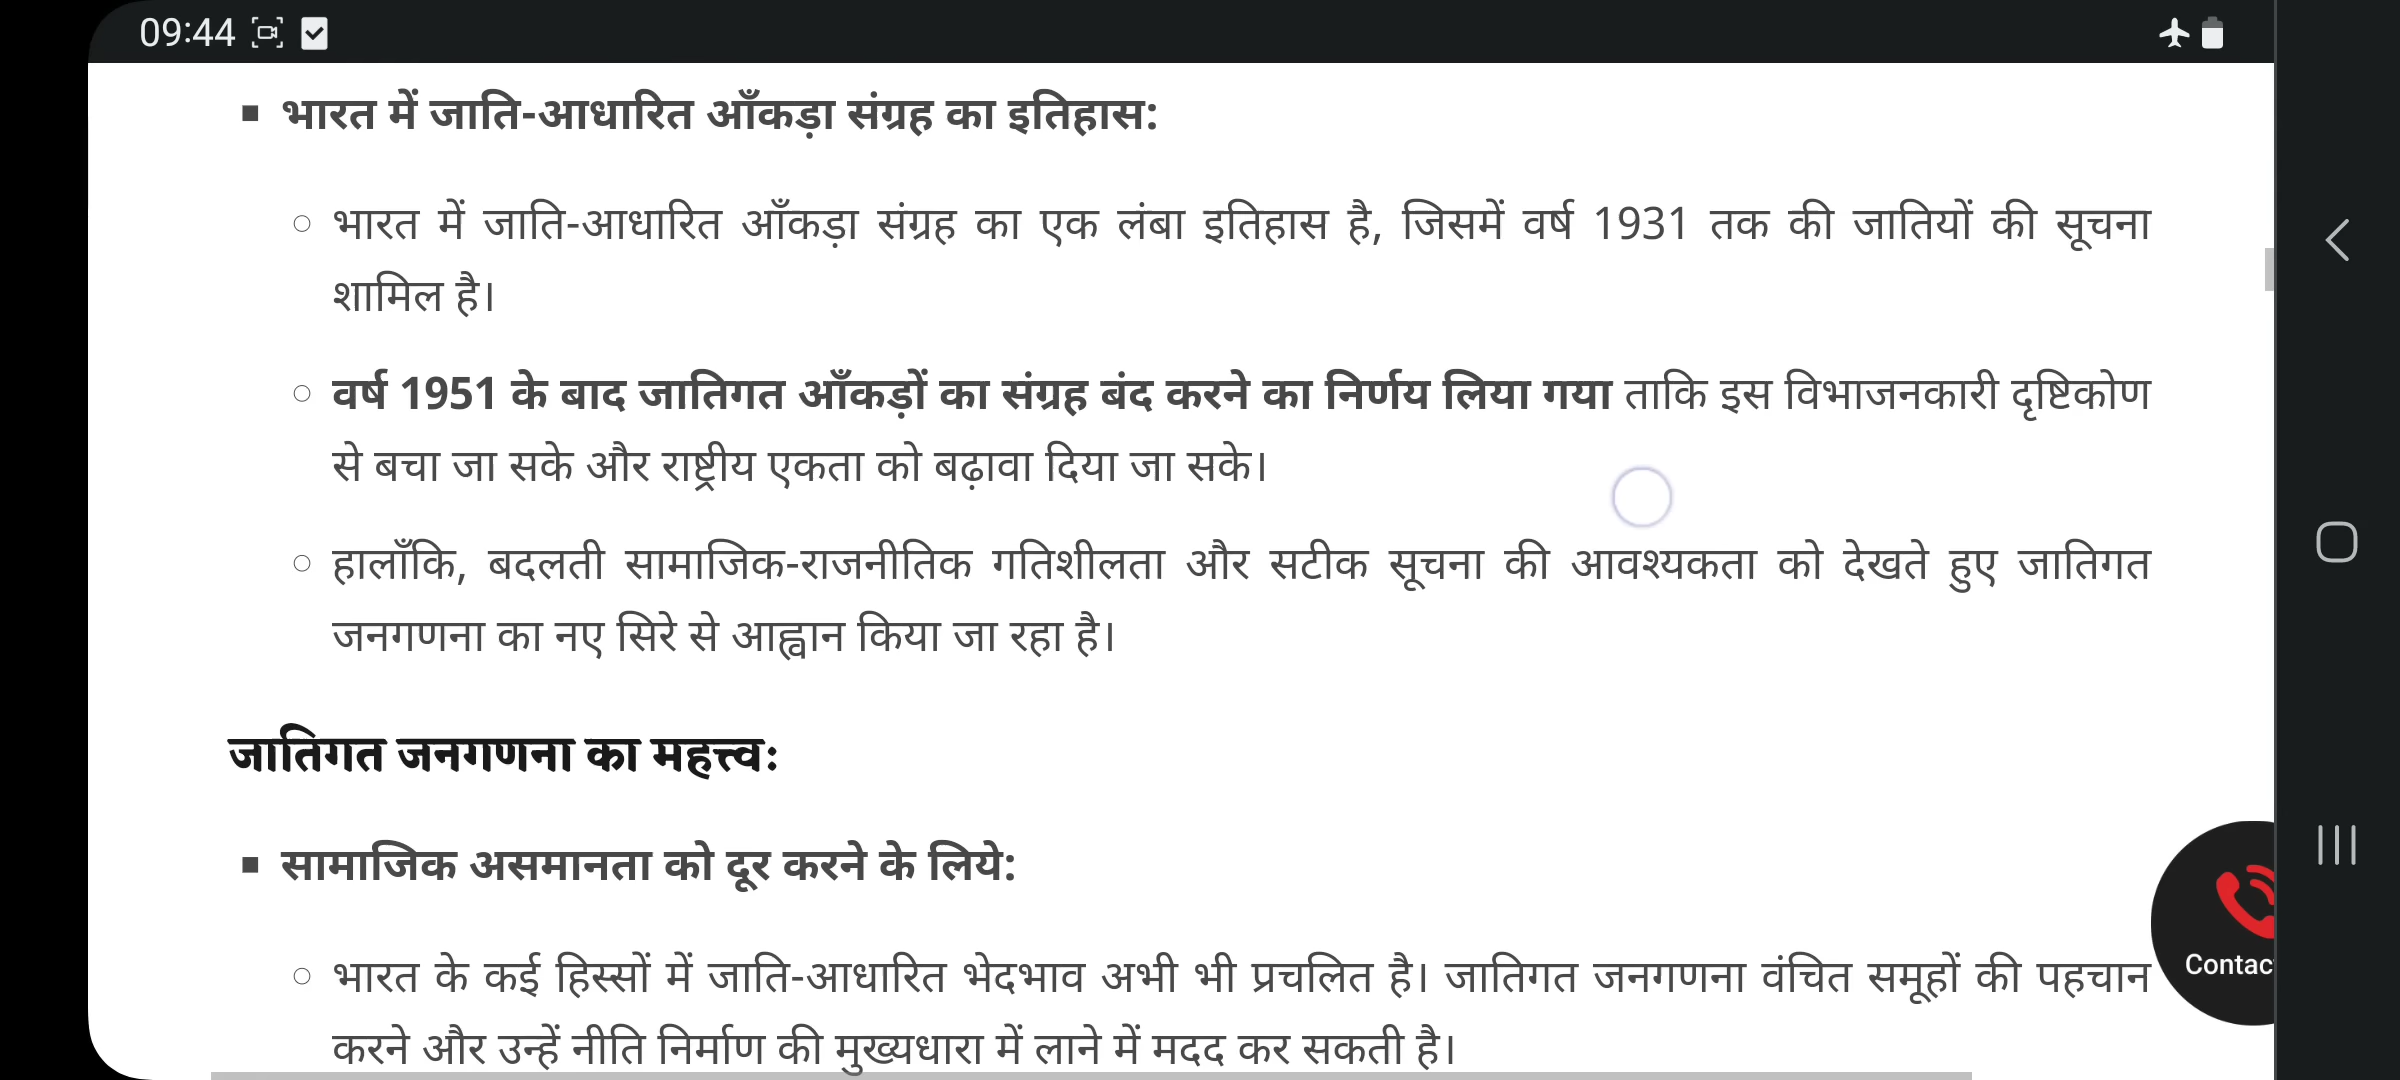 09:44
भारत में जाति-आधारित आँकड़ा संग्रह का इतिहास:
भारत में जाति-आधारित आँकड़ा संग्रह का एक लंबा इतिहास है, जिसमें वर्ष 1931 तक की जातियों की सूचना
शामिल है।
वर्ष 1951 के बाद जातिगत आँकड़ों का संग्रह बंद करने का निर्णय लिया गया ताकि इस विभाजनकारी दृष्टिकोण
से बचा जा सके और राष्ट्रीय एकता को बढ़ावा दिया जा सके।
हालाँकि, बदलती सामाजिक-राजनीतिक गतिशीलता और सटीक सूचना की आवश्यकता को देखते हुए जातिगत
जनगणना का नए सिरे से आह्वान किया जा रहा है।
जातिगत जनगणना का महत्त्व:
सामाजिक असमानता को दूर करने के लिये:
भारत के कई हिस्सों में जाति-आधारित भेदभाव अभी भी प्रचलित है। जातिगत जनगणना वंचित समूहों की पहचान
करने और उन्हें नीति निर्माण की मुख्यधारा में लाने में मदद कर सकती है।
Contac